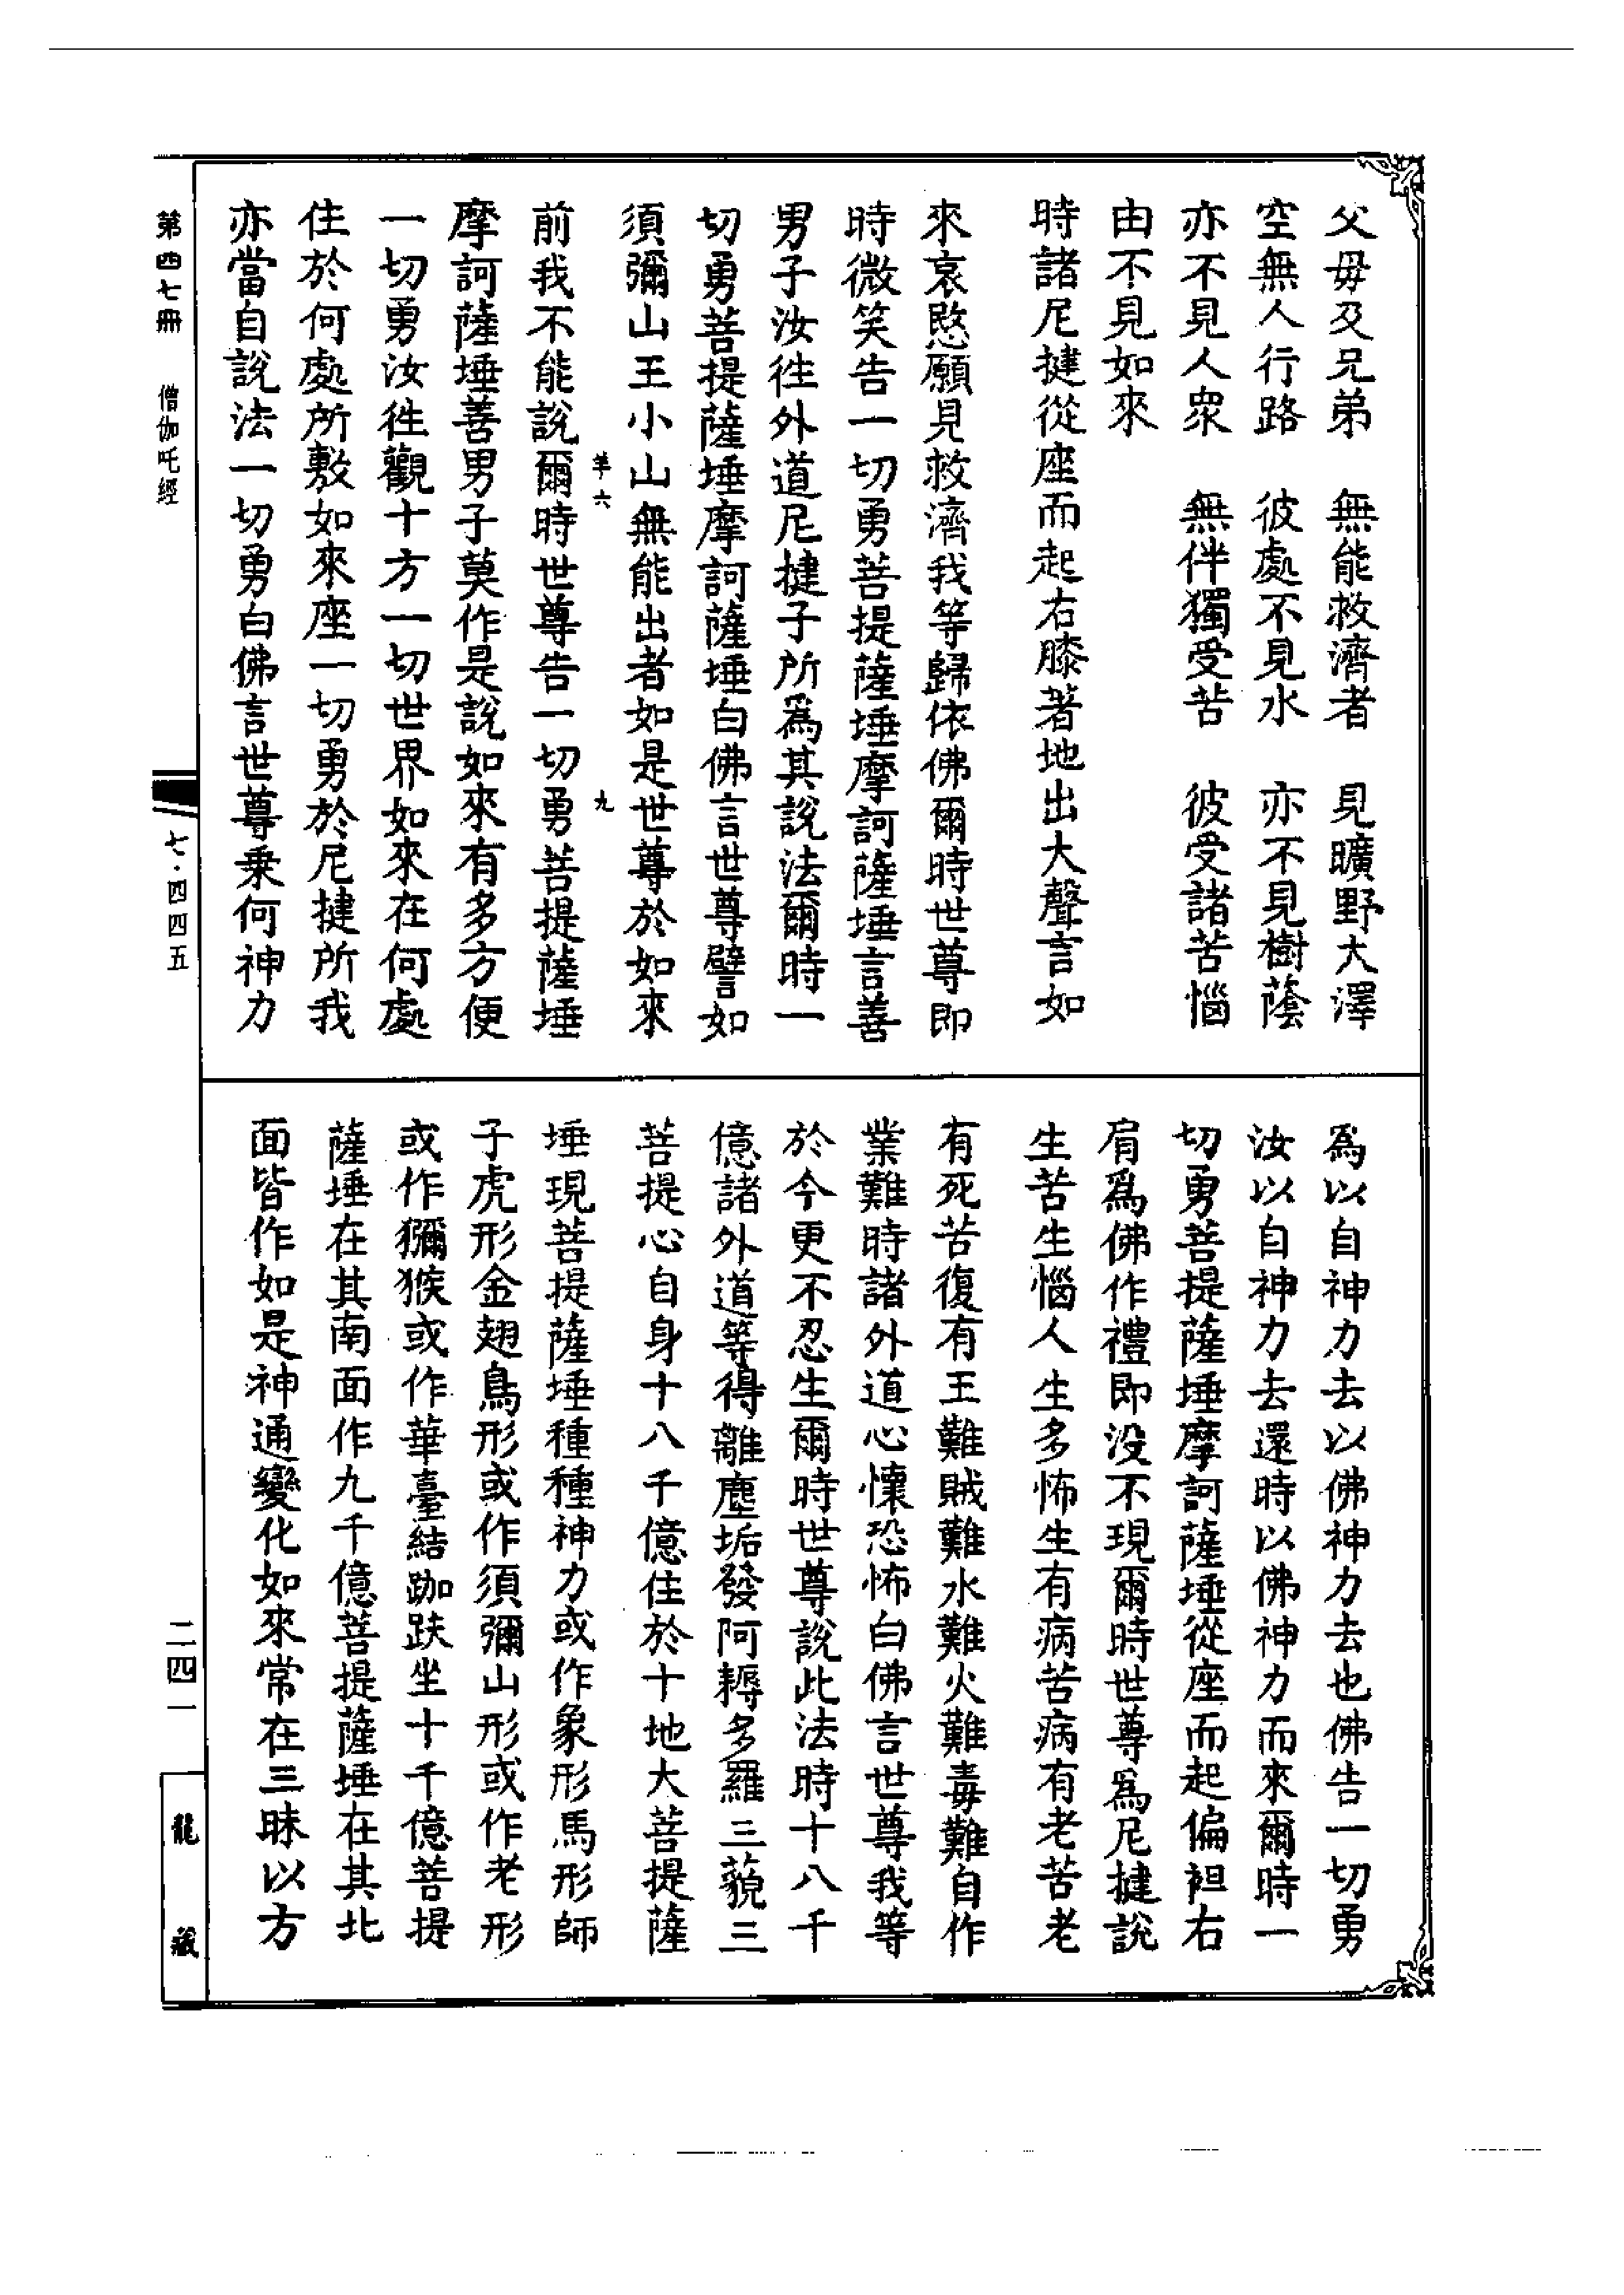 父毋及兄弟　無能救濟者　見曠野大澤
空無人行路　彼處不見水　亦不見樹蔭
亦不見人衆　無伴獨受苦　彼受諸苦惱
由不見如來
時諸尼揵從座而起右膝著地出大聲言如
來哀愍願見救濟我等歸依佛爾時世尊即
時微笑告一切勇菩提薩埵摩訶薩埵言善
男子汝徃外道尼揵子所爲其說法爾時一
切勇菩提薩埵摩訶薩埵白佛言世尊譬如
須彌山王小山無能出者如是世尊於如來
羊六　九
前我不能說爾時世尊告一切勇菩提薩埵
摩訶薩埵善男子莫作是說如來有多方便
一切勇汝徃觀十方一切世界如來在何處
住於何處所敷如來座一切勇於尼揵所我
亦當自說法一切勇白佛言世尊乗何神力
為以自神力去以佛神力去也佛告一切勇
汝以自神力去還時以佛神力而來爾時一
切勇菩提薩埵摩訶薩埵從座而起偏袒右
肩爲佛作禮即没不現爾時世尊爲尼揵說
生苦生惱人生多怖生有病苦病有老苦老
有死苦復有王難賊難水難火難毒難自作
業難時諸外道心懷恐怖白佛言世尊我等
於今更不忍生爾時世尊說此法時十八千
億諸外道等得離塵垢發阿耨多羅三藐三
菩提心自身十八千億住於十地大菩提薩
埵現菩提薩埵種種神力或作象形馬形師
子虎形金翅鳥形或作須彌山形或作老形
或作獼猴或作華臺結跏趺坐十千億菩提
薩埵在其南面作九千億菩提薩埵在其北
面皆作如是神通變化如來常在三昧以方
第四七冊　僧伽吒經
七·四四五
二四一
龍藏